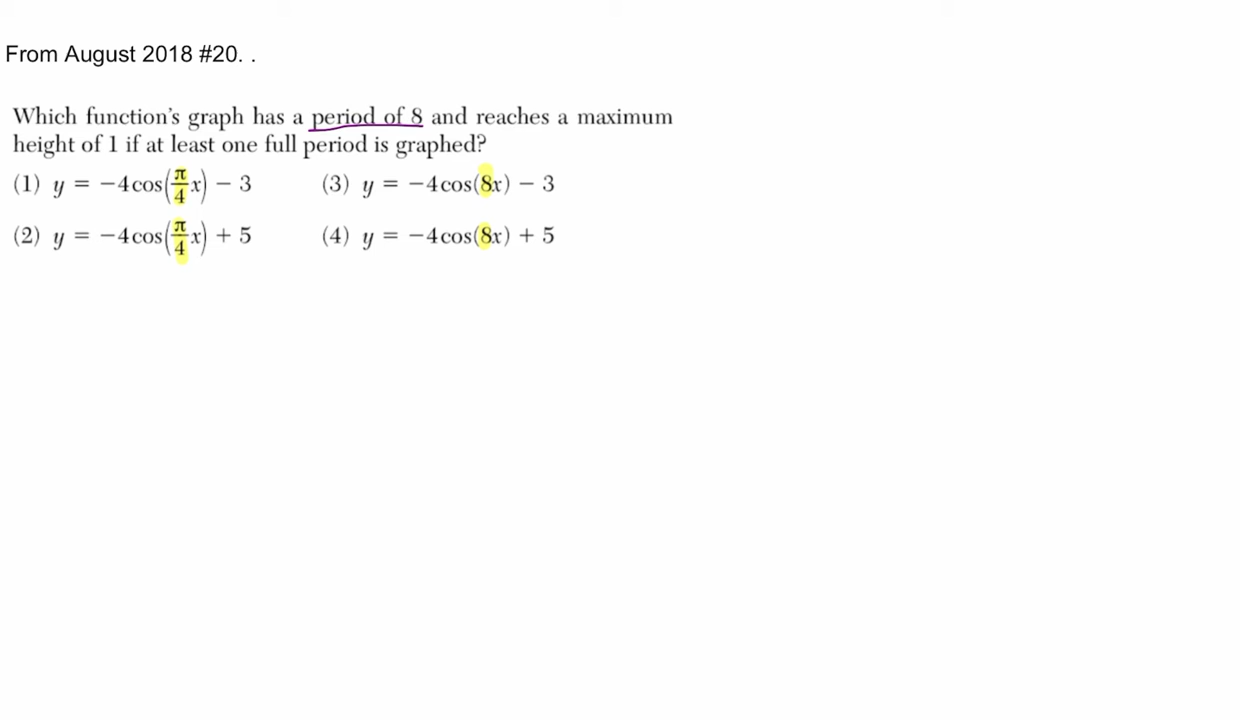 From August 2018 #20. .
Which function's graph has a period of 8 and reaches a maximum
height of 1 if at least one full period is graphed?
(1) y = −4cos(π/4 x) − 3 (3) y = −4cos(8x) − 3
(2) y = −4cos(π/4 x) + 5 (4) y = −4cos(8x) + 5